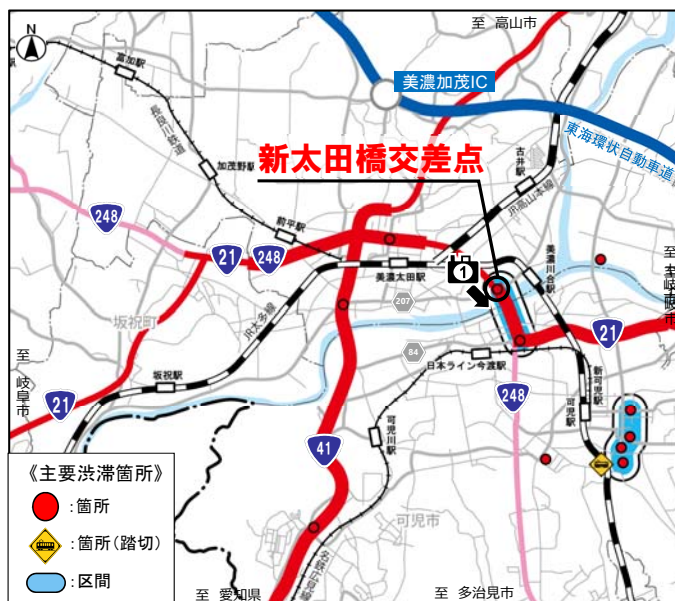 至 高山市
N
富加駅
美濃加茂IC
長良川鉄道
東海環状自動車道
新太田橋交差点
古井駅
加茂野駅
JR高山本線
248
前平駅
21
248
美濃太田駅
美濃川合駅
1
207
坂祝町
JR太多線
21
84
坂祝駅
日本ライン今渡駅
至 岐阜市
新可児駅
248
可児駅
21
可児川駅
41
《主要渋滞箇所》
:箇所
:箇所(踏切)
:区間
可児市
名鉄広見線
至 愛知県
至 多治見市